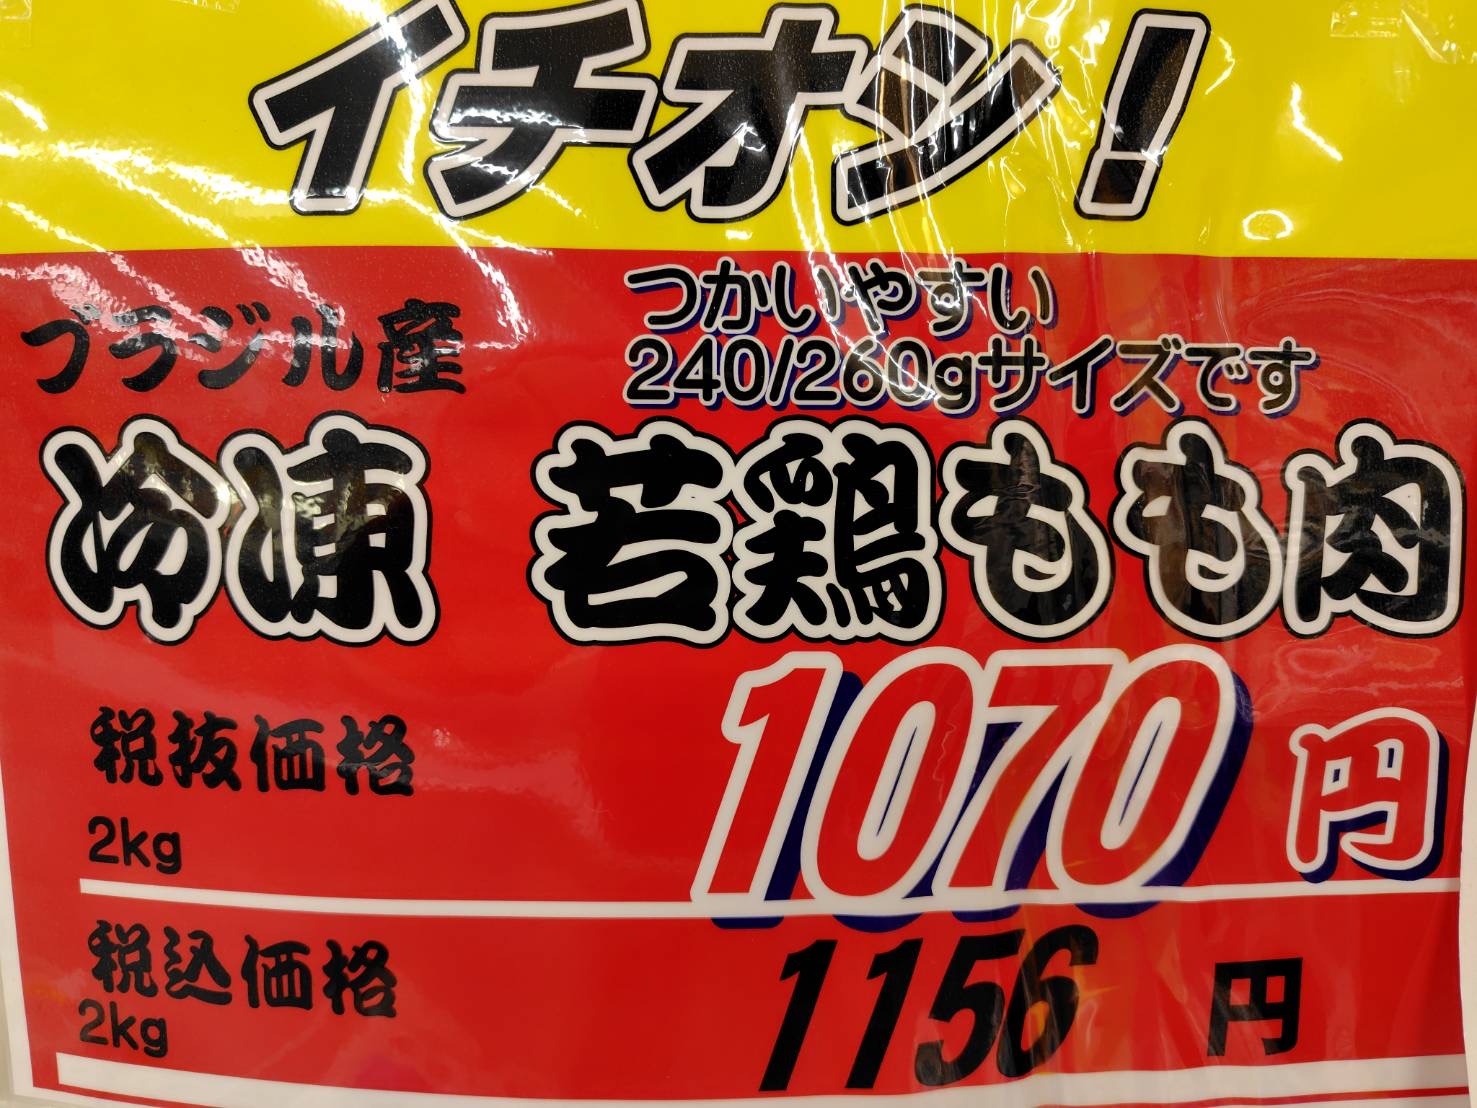 イチオシ!
ブラジル産
つかいやすい
240/260gサイズです
冷凍 若鶏もも肉
税抜価格 1070円
2kg
税込価格 1156円
2kg